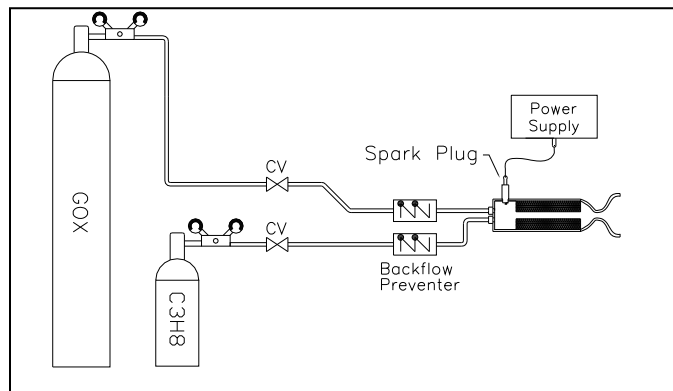 Power
Supply
Spark Plug
CV
GOX
CV
Backflow
Preventer
C3H8